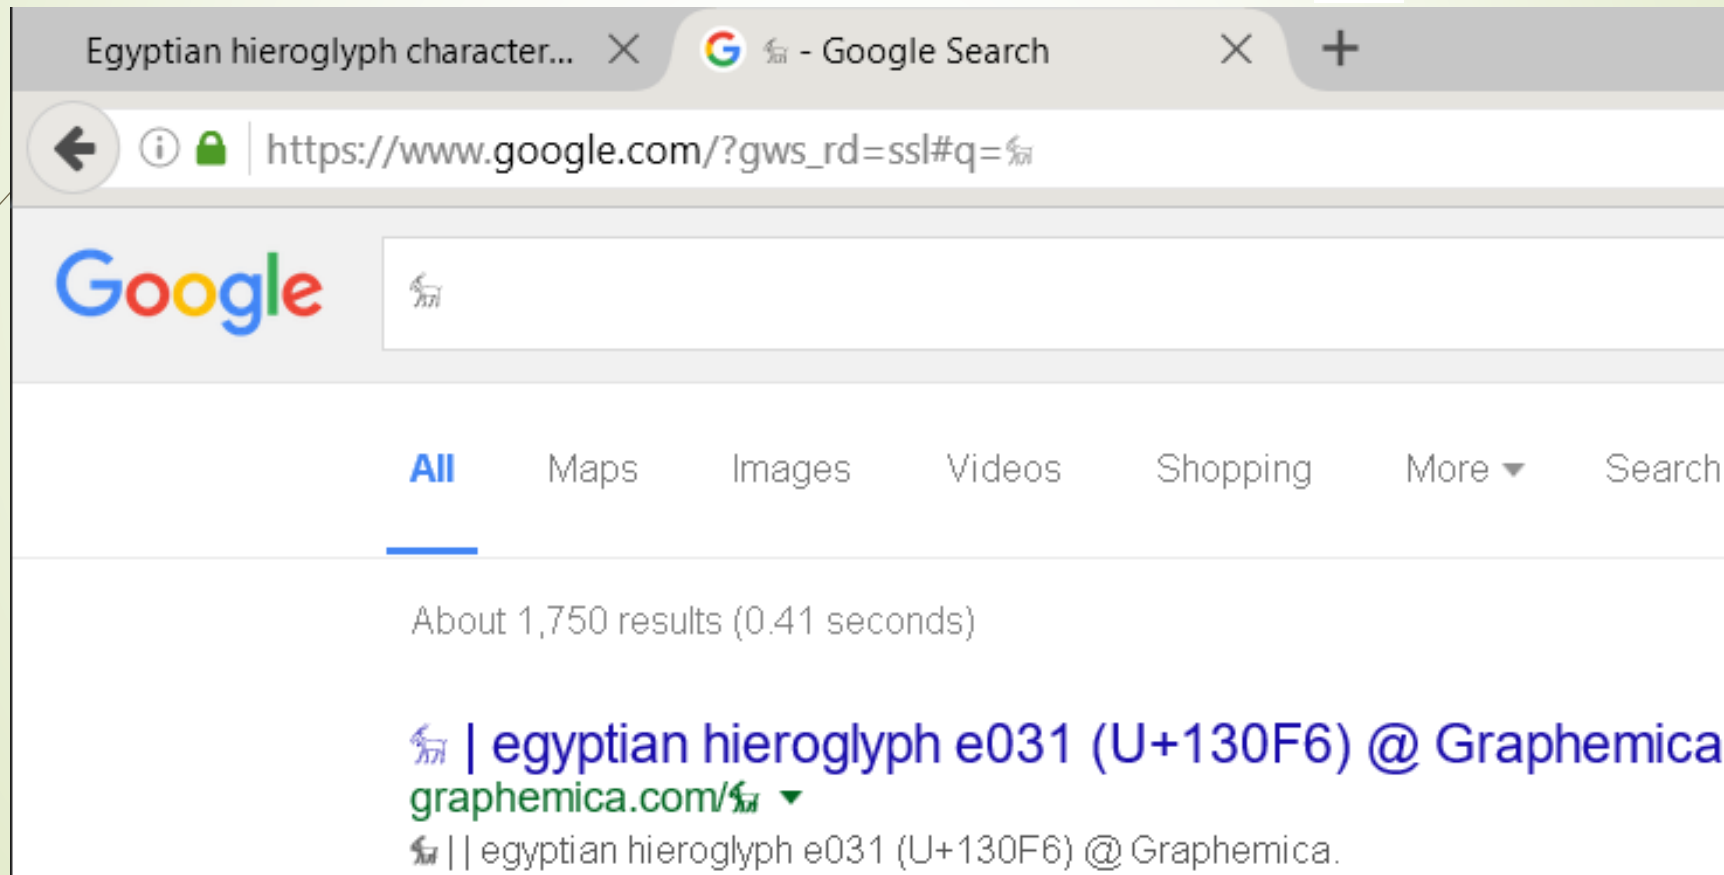 Egyptian hieroglyph character...
𓃶 - Google Search
https://www.google.com/?gws_rd=ssl#q=𓃶
Google
𓃶
All Maps Images Videos Shopping More Search
About 1,750 results (0.41 seconds)
𓃶 | egyptian hieroglyph e031 (U+130F6) @ Graphemica
graphemica.com/𓃶
𓃶 | | egyptian hieroglyph e031 (U+130F6) @ Graphemica.